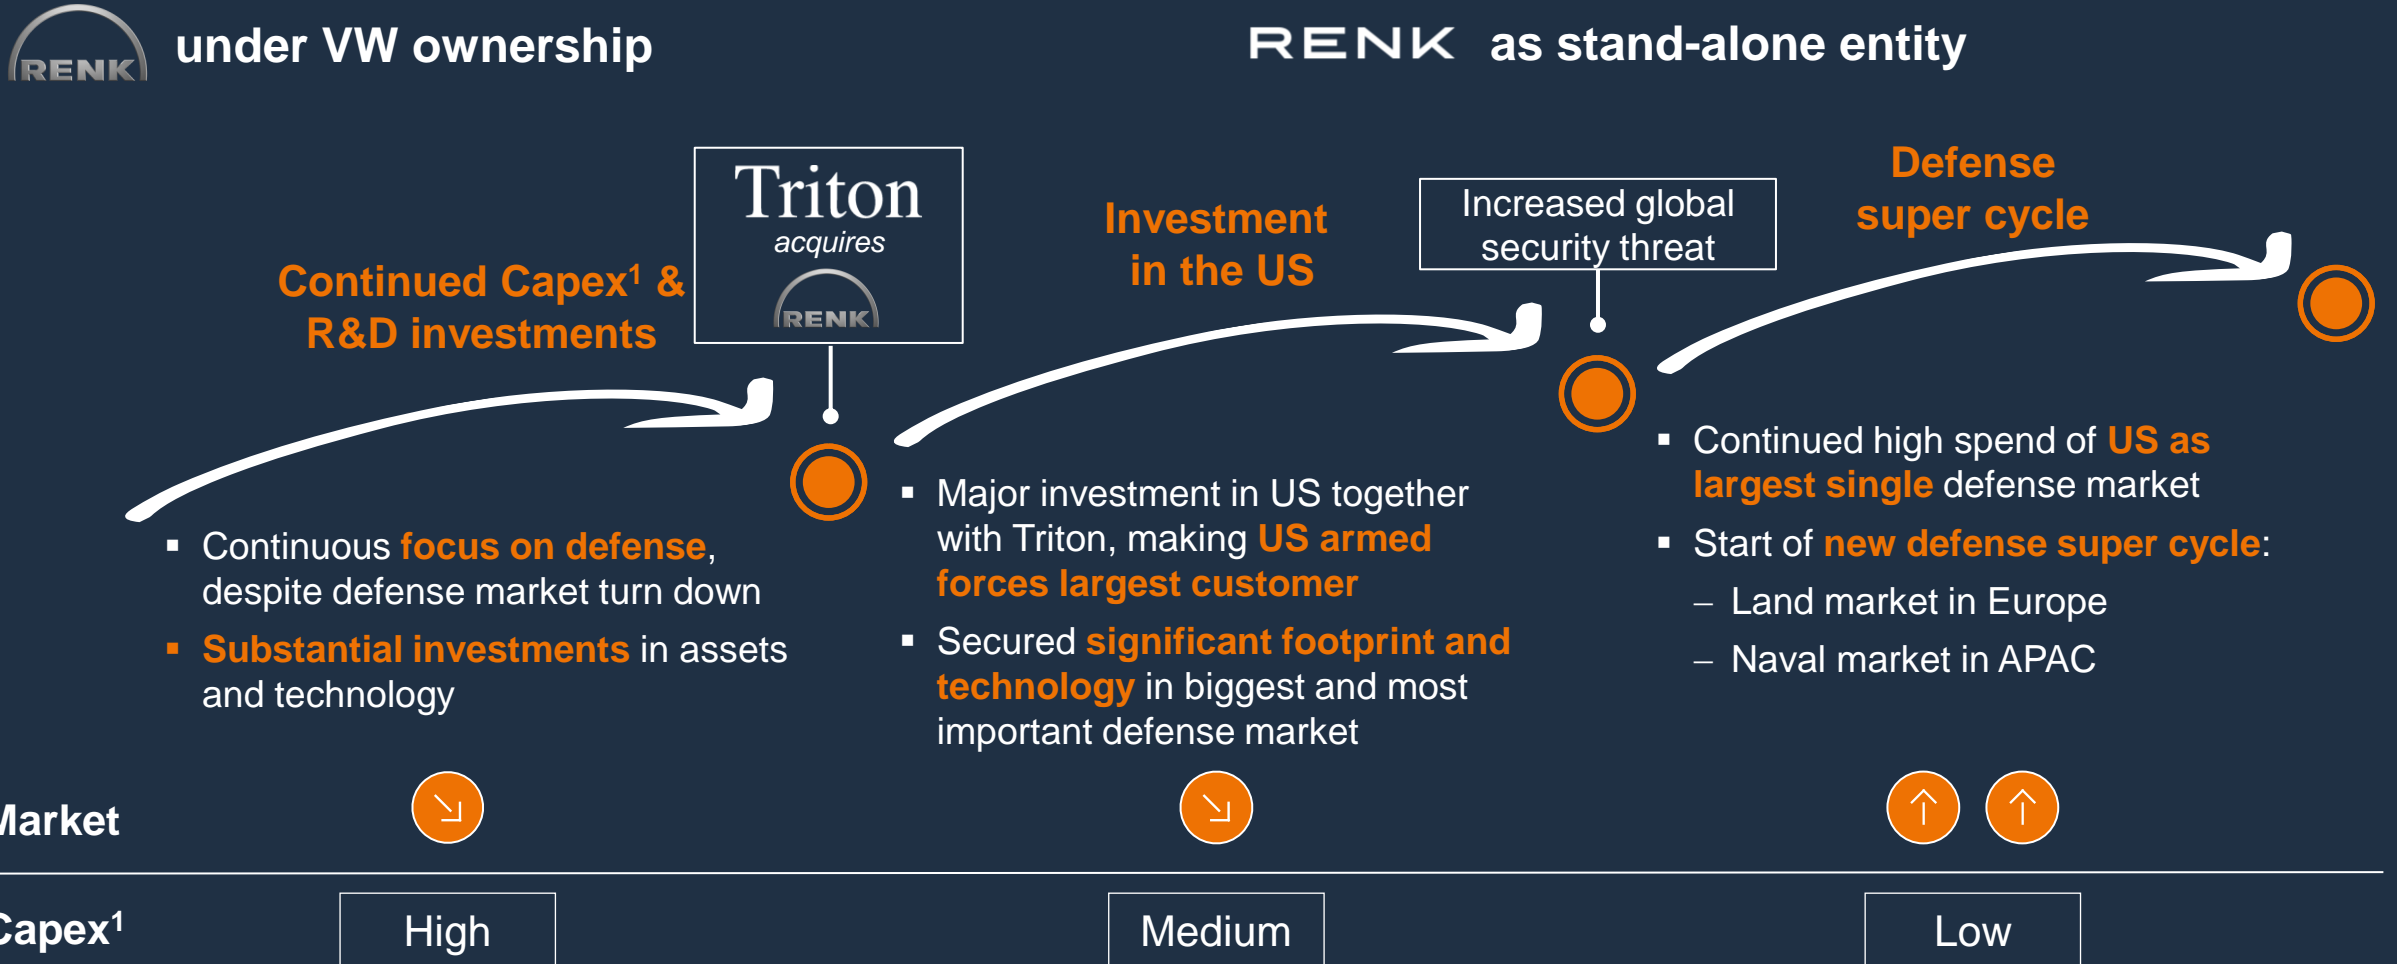 RENK
under VW ownership
RENK as stand-alone entity
Continued Capex¹ &
R&D investments
Triton
acquires
RENK
Investment
in the US
Increased global
security threat
Defense
super cycle
▪ Continuous focus on defense,
despite defense market turn down
▪ Substantial investments in assets
and technology
▪ Major investment in US together
with Triton, making US armed
forces largest customer
▪ Secured significant footprint and
technology in biggest and most
important defense market
▪ Continued high spend of US as
largest single defense market
▪ Start of new defense super cycle:
– Land market in Europe
– Naval market in APAC
Market
Capex¹
High
Medium
Low